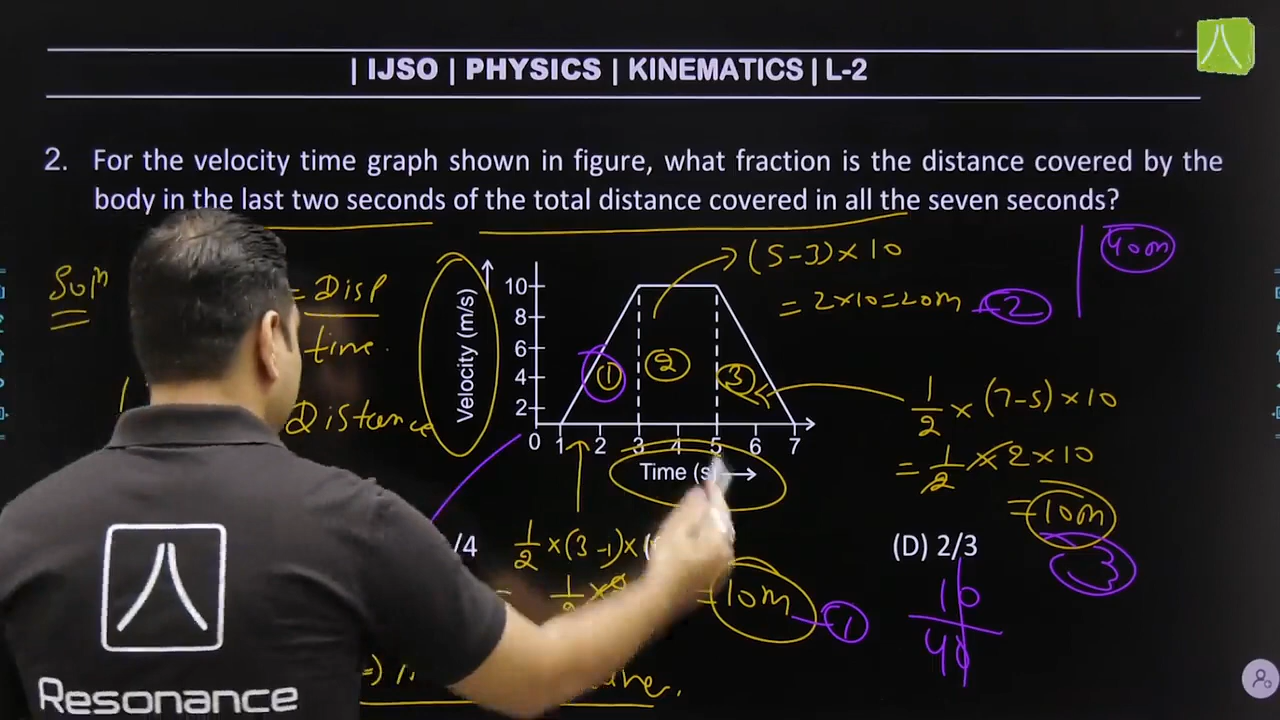 | IJSO | PHYSICS | KINEMATICS | L-2
2. For the velocity time graph shown in figure, what fraction is the distance covered by the
body in the last two seconds of the total distance covered in all the seven seconds?
Solⁿ
= Disp
time.
Distance
Velocity (m/s)
10
8
6
4
2
0 1 2 3 4 5 6 7
Time (s)
1
2
3
(5-3)×10
= 2×10=20m -2
40m
1/2 × (7-5)×10
= 1/2 × 2×10
=10m
3
/4
1/2 ×(3-1)×(
= 1/2 ×
=10m -1
(D) 2/3
10
40
Resonance